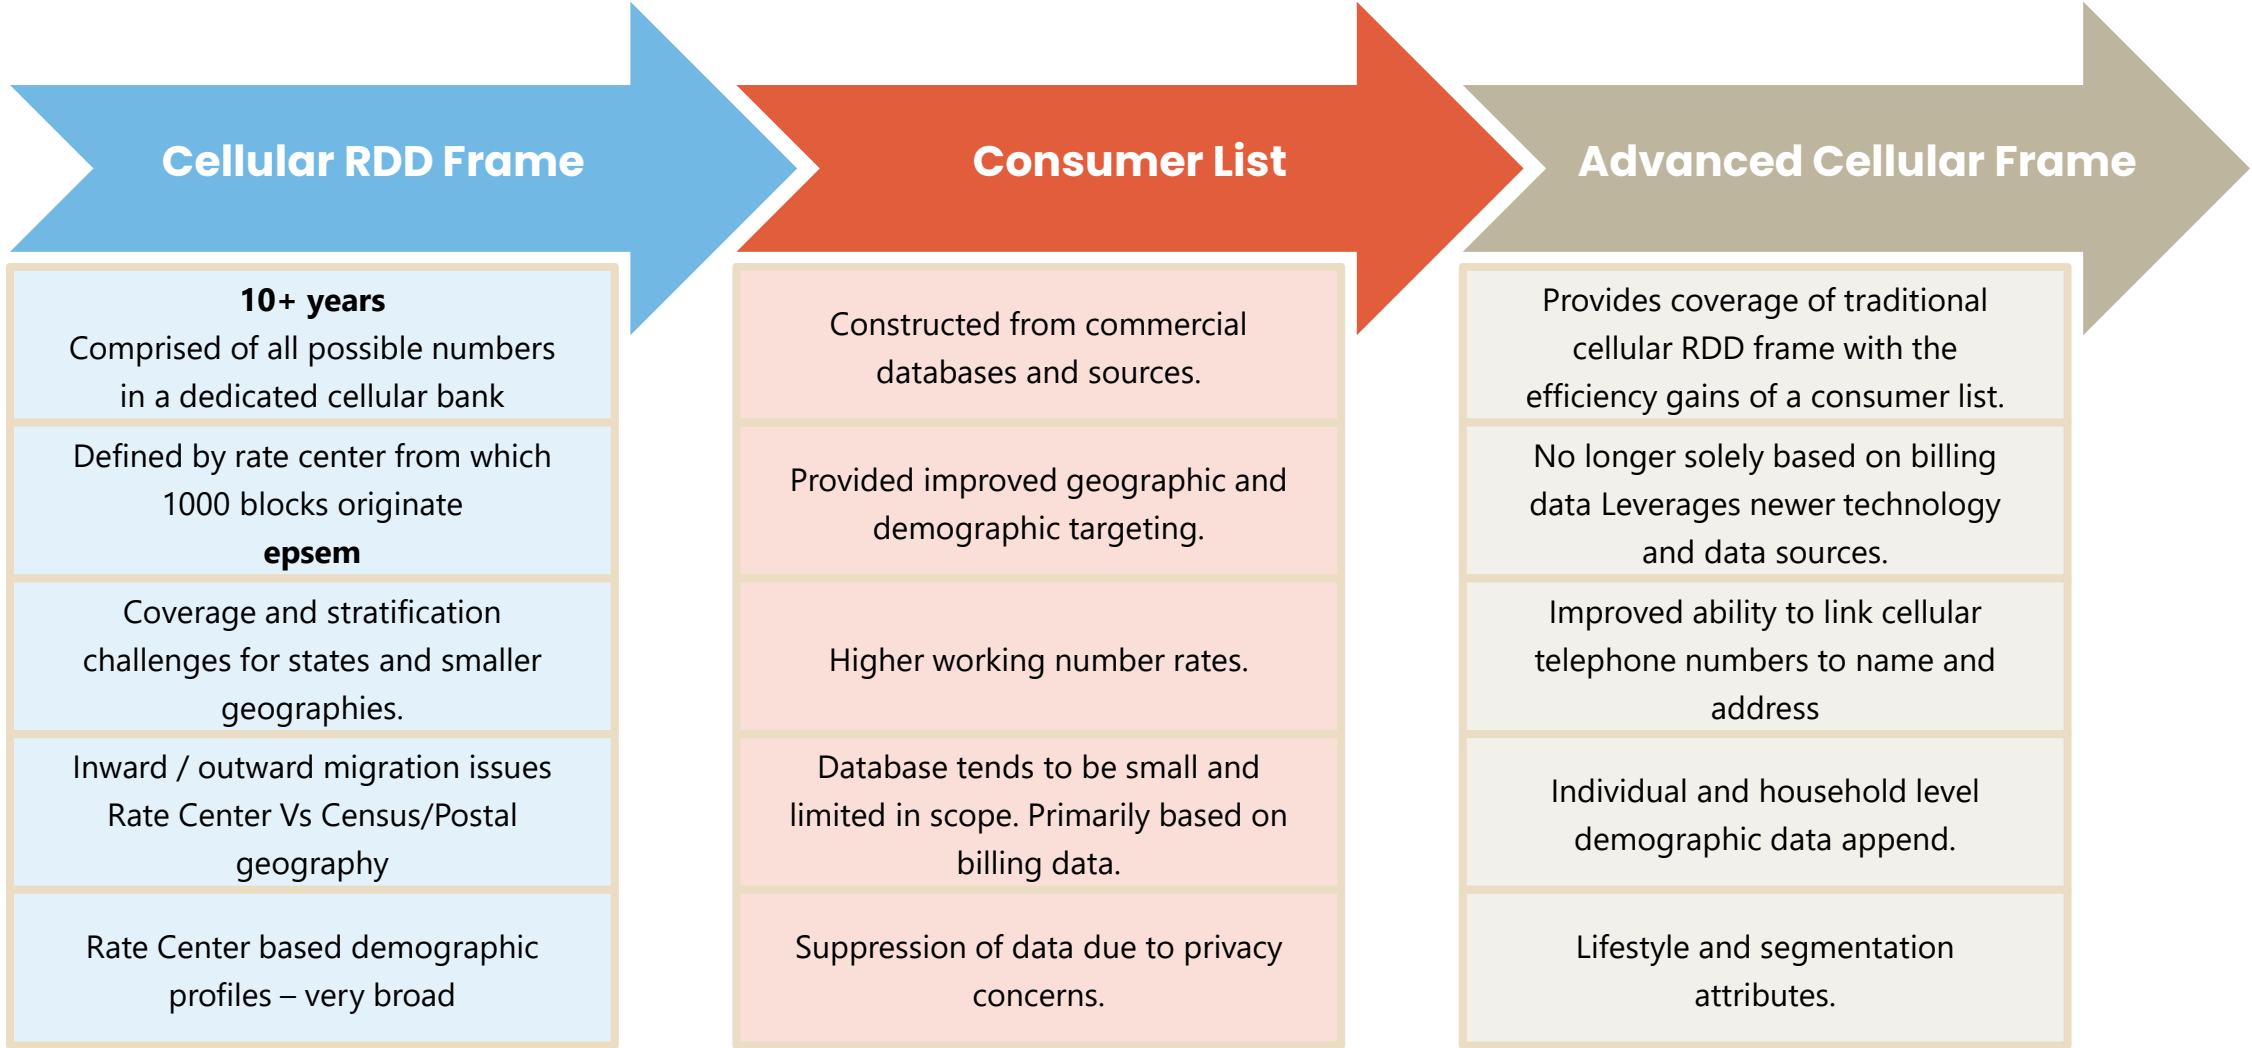 Cellular RDD Frame
10+ years
Comprised of all possible numbers
in a dedicated cellular bank
Defined by rate center from which
1000 blocks originate
epsem
Coverage and stratification
challenges for states and smaller
geographies.
Inward / outward migration issues
Rate Center Vs Census/Postal
geography
Rate Center based demographic
profiles – very broad
Consumer List
Constructed from commercial
databases and sources.
Provided improved geographic and
demographic targeting.
Higher working number rates.
Database tends to be small and
limited in scope. Primarily based on
billing data.
Suppression of data due to privacy
concerns.
Advanced Cellular Frame
Provides coverage of traditional
cellular RDD frame with the
efficiency gains of a consumer list.
No longer solely based on billing
data Leverages newer technology
and data sources.
Improved ability to link cellular
telephone numbers to name and
address
Individual and household level
demographic data append.
Lifestyle and segmentation
attributes.